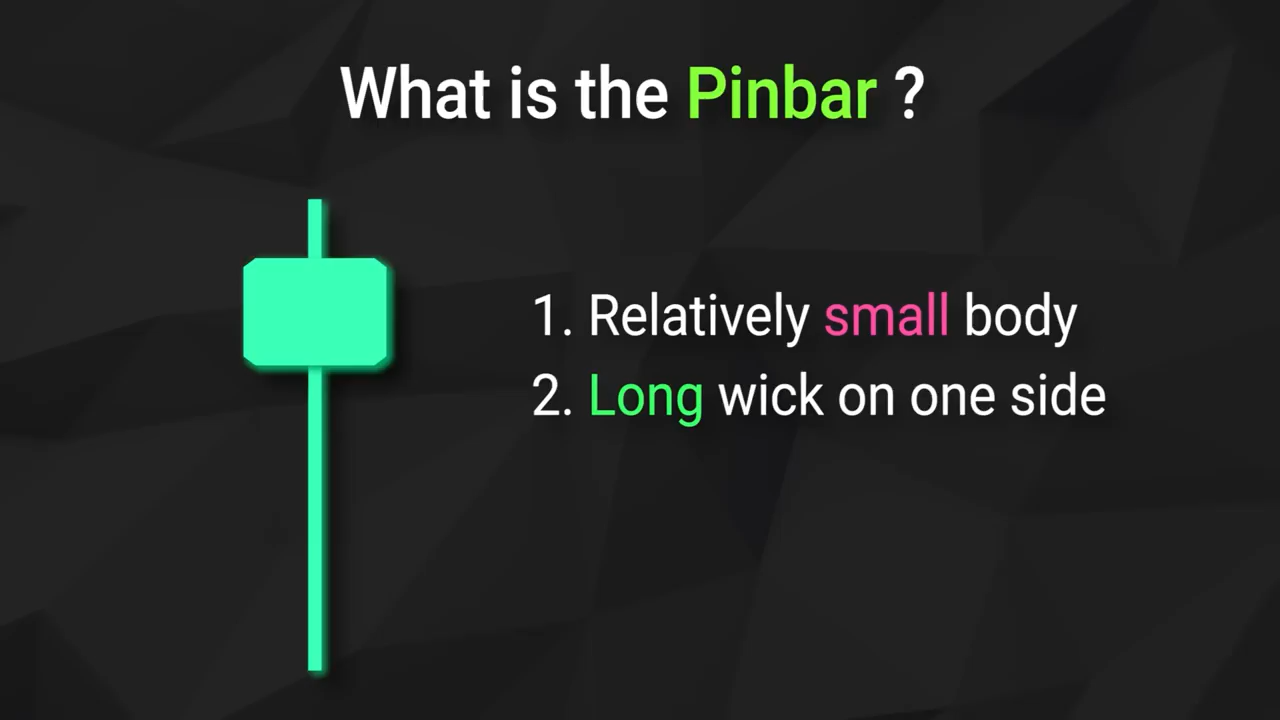 What is the Pinbar ?
1. Relatively small body
2. Long wick on one side